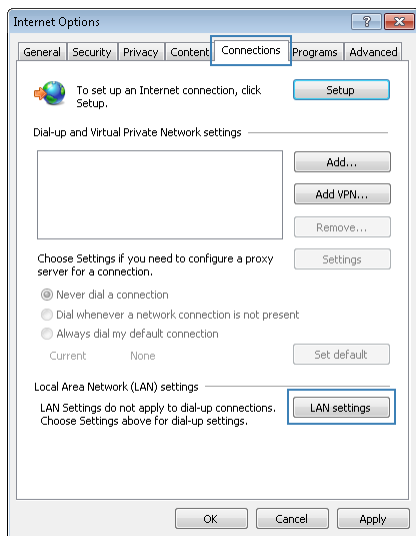 Internet Options
General Security Privacy Content Connections Programs Advanced
To set up an Internet connection, click
Setup.
Setup
Dial-up and Virtual Private Network settings
Add...
Add VPN...
Remove...
Choose Settings if you need to configure a proxy
server for a connection.
Settings
Never dial a connection
Dial whenever a network connection is not present
Always dial my default connection
Current None
Set default
Local Area Network (LAN) settings
LAN Settings do not apply to dial-up connections.
Choose Settings above for dial-up settings.
LAN settings
OK Cancel Apply